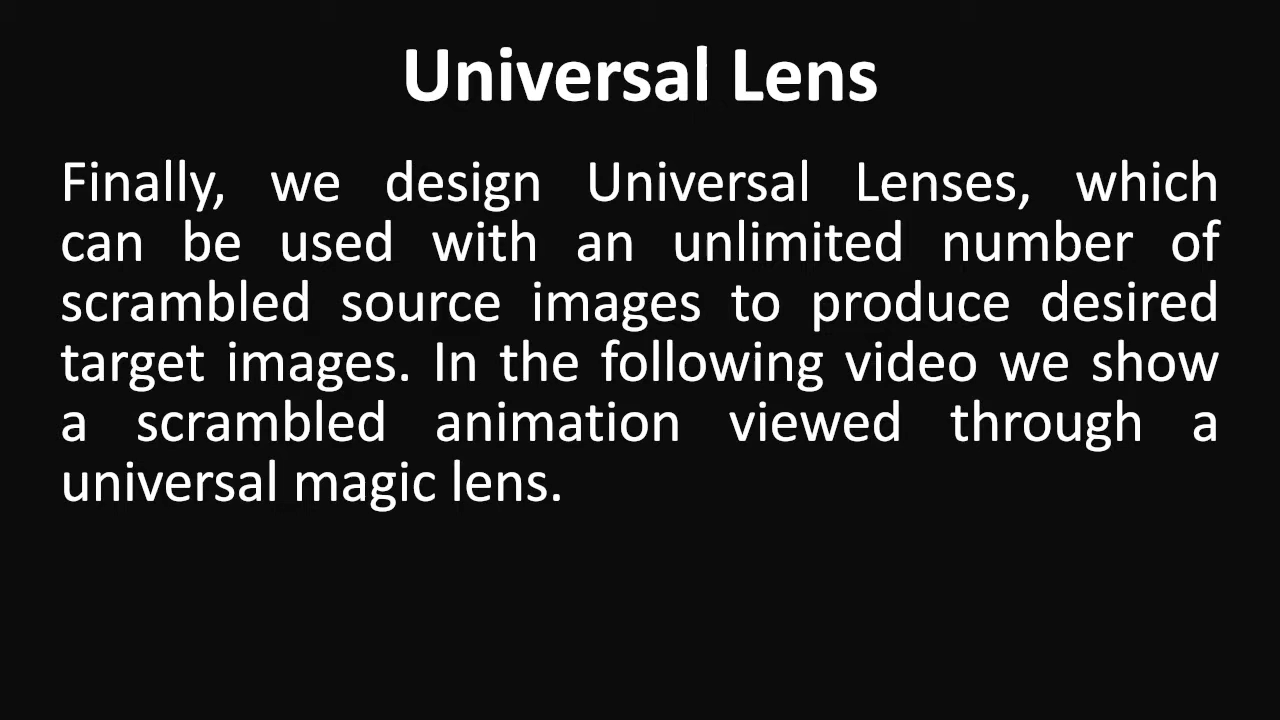 Universal Lens
Finally, we design Universal Lenses, which
can be used with an unlimited number of
scrambled source images to produce desired
target images. In the following video we show
a scrambled animation viewed through a
universal magic lens.